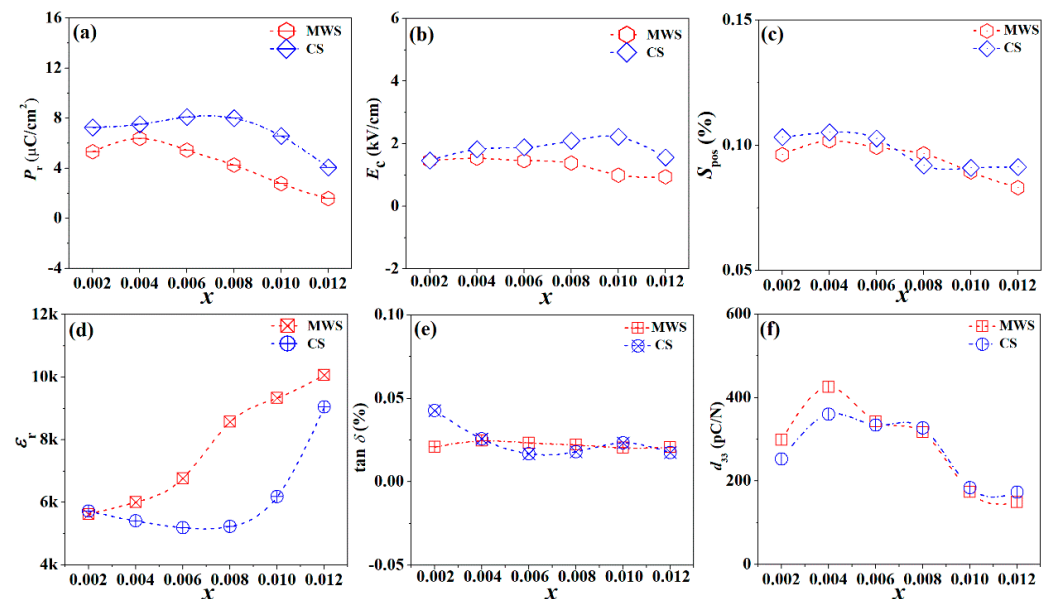 (a)
MWS
CS
16
12
8
4
0
-4
P_r (μC/cm²)
0.002 0.004 0.006 0.008 0.010 0.012
x
(b)
MWS
CS
6
4
2
0
-2
E_c (kV/cm)
0.002 0.004 0.006 0.008 0.010 0.012
x
(c)
MWS
CS
0.15
0.10
0.05
S_pos (%)
0.002 0.004 0.006 0.008 0.010 0.012
x
(d)
MWS
CS
12k
10k
8k
6k
4k
ε_r
0.002 0.004 0.006 0.008 0.010 0.012
x
(e)
MWS
CS
0.10
0.05
0.00
-0.05
tan δ (%)
0.002 0.004 0.006 0.008 0.010 0.012
x
(f)
MWS
CS
600
400
200
0
d_33 (pC/N)
0.002 0.004 0.006 0.008 0.010 0.012
x